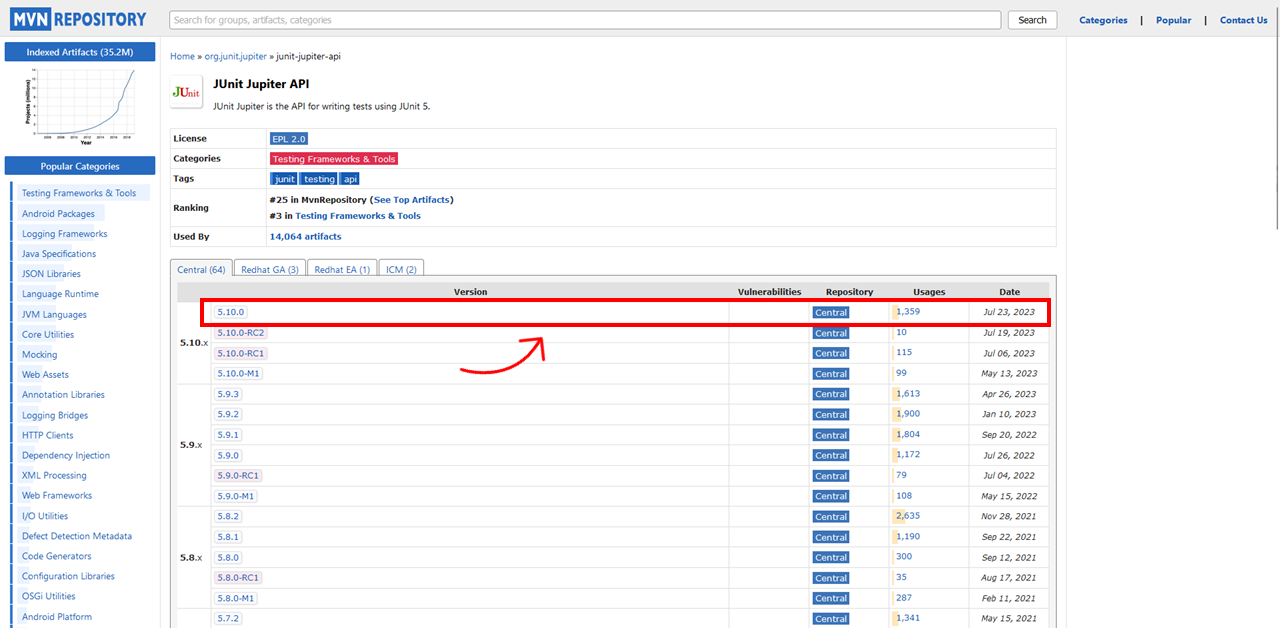 MVN REPOSITORY
Search for groups, artifacts, categories
Search
Categories | Popular | Contact Us
Indexed Artifacts (35.2M)
Projects (millions)
Year
Popular Categories
Testing Frameworks & Tools
Android Packages
Logging Frameworks
Java Specifications
JSON Libraries
Language Runtime
JVM Languages
Core Utilities
Mocking
Web Assets
Annotation Libraries
Logging Bridges
HTTP Clients
Dependency Injection
XML Processing
Web Frameworks
I/O Utilities
Defect Detection Metadata
Code Generators
Configuration Libraries
OSGi Utilities
Android Platform
Home » org.junit.jupiter » junit-jupiter-api
JUnit
JUnit Jupiter API
JUnit Jupiter is the API for writing tests using JUnit 5.
License EPL 2.0
Categories Testing Frameworks & Tools
Tags junit testing api
Ranking #25 in MvnRepository (See Top Artifacts)
#3 in Testing Frameworks & Tools
Used By 14,064 artifacts
Central (64) Redhat GA (3) Redhat EA (1) ICM (2)
Version Vulnerabilities Repository Usages Date
5.10.x
5.10.0 Central 1,359 Jul 23, 2023
5.10.0-RC2 Central 10 Jul 19, 2023
5.10.0-RC1 Central 115 Jul 06, 2023
5.10.0-M1 Central 99 May 13, 2023
5.9.x
5.9.3 Central 1,613 Apr 26, 2023
5.9.2 Central 1,900 Jan 10, 2023
5.9.1 Central 1,804 Sep 20, 2022
5.9.0 Central 1,172 Jul 26, 2022
5.9.0-RC1 Central 79 Jul 04, 2022
5.9.0-M1 Central 108 May 15, 2022
5.8.x
5.8.2 Central 2,635 Nov 28, 2021
5.8.1 Central 1,190 Sep 22, 2021
5.8.0 Central 300 Sep 12, 2021
5.8.0-RC1 Central 35 Aug 17, 2021
5.8.0-M1 Central 287 Feb 11, 2021
5.7.2 Central 1,341 May 15, 2021